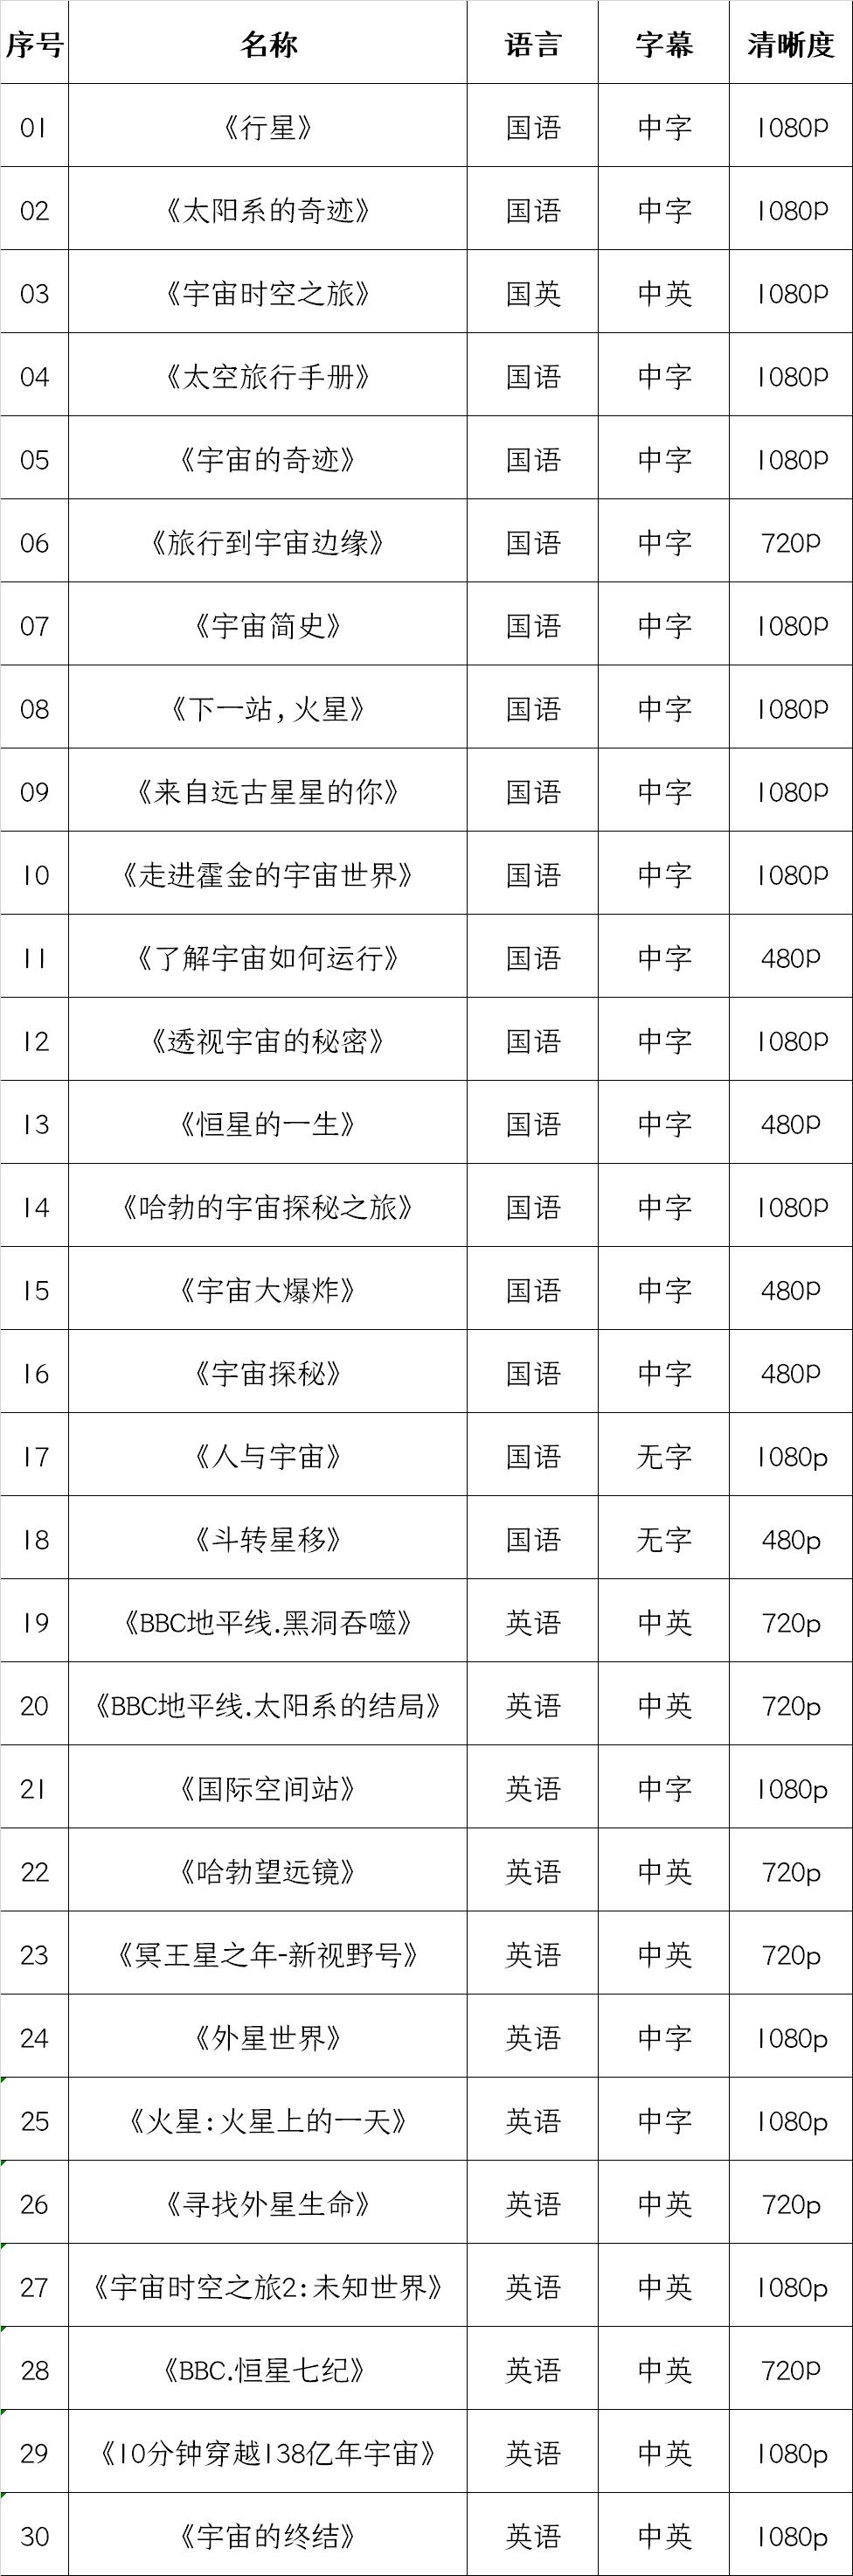 序号 名称 语言 字幕 清晰度
01 《行星》 国语 中字 1080p
02 《太阳系的奇迹》 国语 中字 1080p
03 《宇宙时空之旅》 国英 中英 1080p
04 《太空旅行手册》 国语 中字 1080p
05 《宇宙的奇迹》 国语 中字 1080p
06 《旅行到宇宙边缘》 国语 中字 720p
07 《宇宙简史》 国语 中字 1080p
08 《下一站，火星》 国语 中字 1080p
09 《来自远古星星的你》 国语 中字 1080p
10 《走进霍金的宇宙世界》 国语 中字 1080p
11 《了解宇宙如何运行》 国语 中字 480p
12 《透视宇宙的秘密》 国语 中字 1080p
13 《恒星的一生》 国语 中字 480p
14 《哈勃的宇宙探秘之旅》 国语 中字 1080p
15 《宇宙大爆炸》 国语 中字 480p
16 《宇宙探秘》 国语 中字 480p
17 《人与宇宙》 国语 无字 1080p
18 《斗转星移》 国语 无字 480p
19 《BBC地平线.黑洞吞噬》 英语 中英 720p
20 《BBC地平线.太阳系的结局》 英语 中英 720p
21 《国际空间站》 英语 中字 1080p
22 《哈勃望远镜》 英语 中英 720p
23 《冥王星之年-新视野号》 英语 中英 720p
24 《外星世界》 英语 中字 1080p
25 《火星：火星上的一天》 英语 中字 1080p
26 《寻找外星生命》 英语 中英 720p
27 《宇宙时空之旅2：未知世界》 英语 中英 1080p
28 《BBC.恒星七纪》 英语 中英 720p
29 《10分钟穿越138亿年宇宙》 英语 中英 1080p
30 《宇宙的终结》 英语 中英 1080p